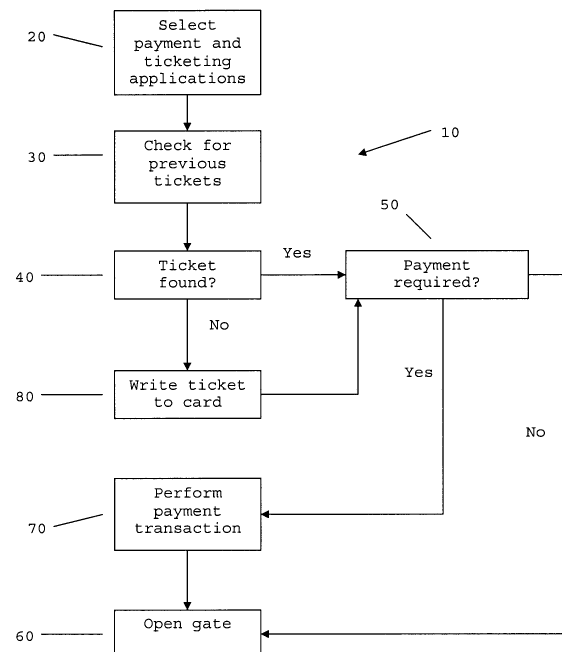 20
Select
payment and
ticketing
applications
30
Check for
previous
tickets
10
50
40
Ticket
found?
Yes
Payment
required?
No
80
Write ticket
to card
Yes
No
70
Perform
payment
transaction
60
Open gate